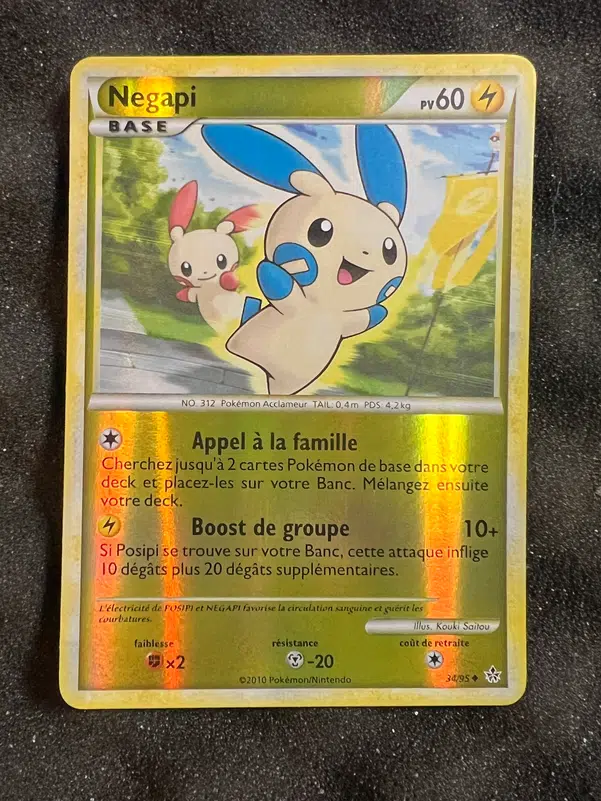 Negapi
PV 60
BASE
NO. 312 Pokémon Acclameur TAIL: 0,4m PDS: 4,2kg
Appel à la famille
Cherchez jusqu'à 2 cartes Pokémon de base dans votre
deck et placez-les sur votre Banc. Mélangez ensuite
votre deck.
Boost de groupe 10+
Si Posipi se trouve sur votre Banc, cette attaque inflige
10 dégâts plus 20 dégâts supplémentaires.
L'électricité de POSIPI et NEGAPI favorise la circulation sanguine et guérit les
courbatures.
Illus. Kouki Saitou
faiblesse résistance coût de retraite
×2 -20
©2010 Pokémon/Nintendo 34/95